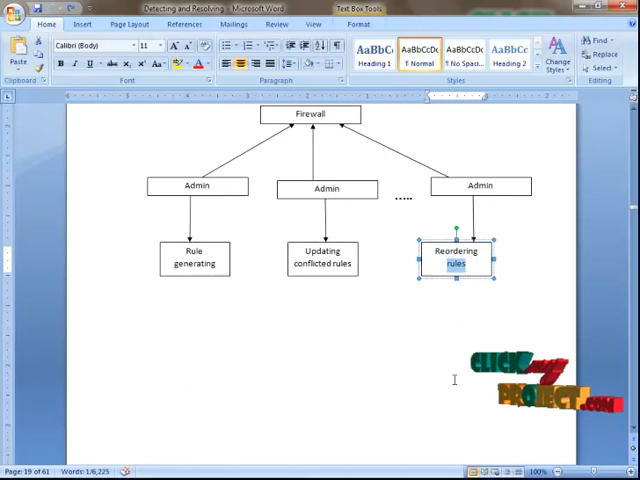 Detecting and Resolving - Microsoft Word
Text Box Tools
Home Insert Page Layout References Mailings Review View Format
Calibri (Body) 11
Paste
B I U abc
AaBbC AaBbCcDc AaBbCcDc AaBbCc
Heading 1 ¶ Normal ¶ No Spaci... Heading 2
Change Styles
Find
Replace
Select
Clipboard Font Paragraph Styles Editing
Firewall
Admin Admin ..... Admin
Rule generating
Updating conflicted rules
Reordering rules
CLICK MY PROJECT.COM
Page: 19 of 61 Words: 1/6,225 100%